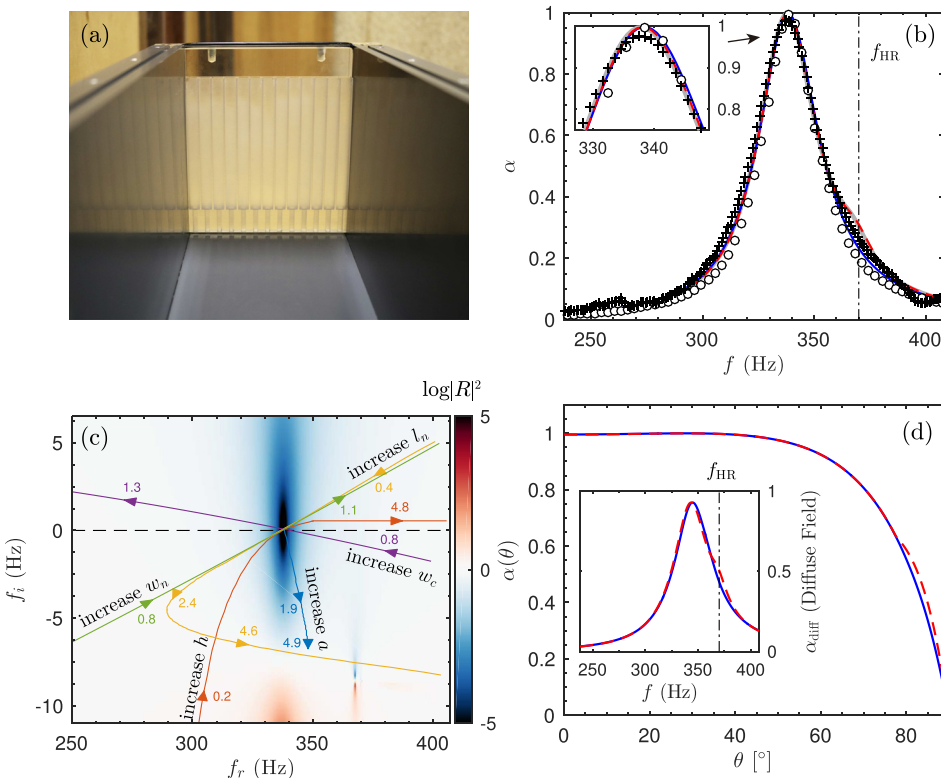 (a)
(b)
f_HR
1
0.9
0.8
330
340
1
0.8
0.6
0.4
0.2
0
α
250
300
350
400
f (Hz)
(c)
log|R|²
5
0
-5
5
0
-5
-10
f_i (Hz)
250
300
350
400
f_r (Hz)
increase l_n
0.4
1.1
4.8
1.3
0.8
increase w_c
increase w_n
0.8
2.4
4.6
increase h
0.2
increase a
1.9
4.9
(d)
1
0.8
0.6
0.4
0.2
0
α(θ)
0
20
40
60
80
θ [°]
f_HR
1
0.5
0
α_diff (Diffuse Field)
250
300
350
400
f (Hz)